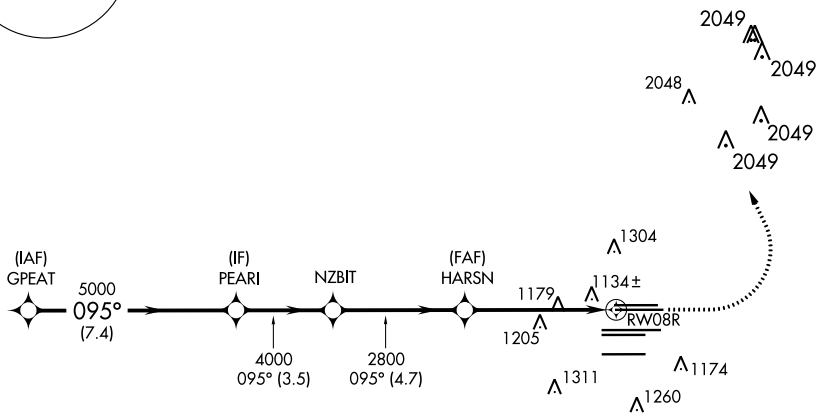 2049
2049
2048
2049
2049
(IAF)
GPEAT
5000
095°
(7.4)
(IF)
PEARI
4000
095° (3.5)
NZBIT
2800
095° (4.7)
(FAF)
HARSN
1304
1179
1134±
RW08R
1205
1174
1311
1260